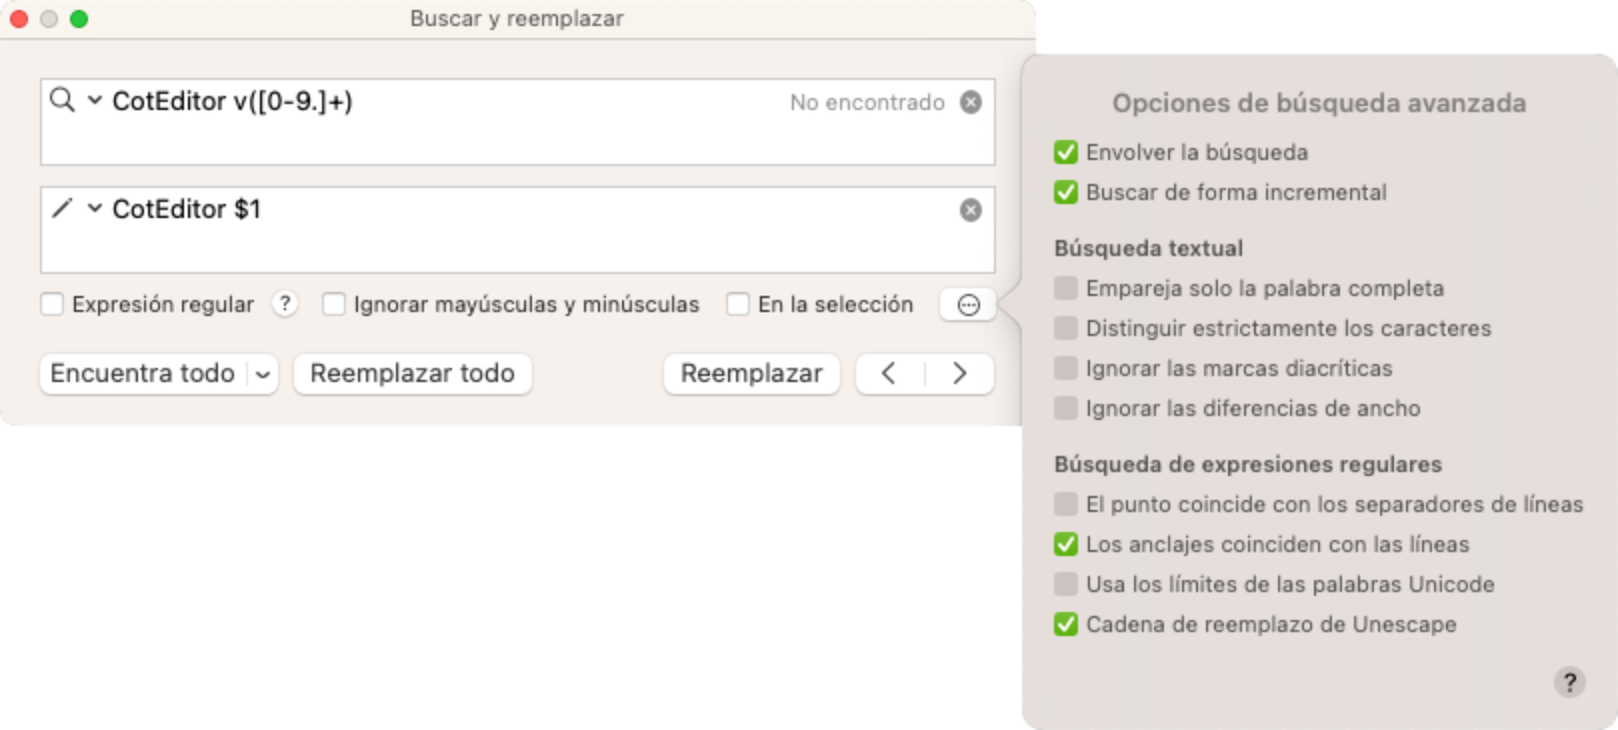 Buscar y reemplazar
CotEditor v([0-9.]+)
No encontrado
CotEditor $1
Expresión regular ?
Ignorar mayúsculas y minúsculas
En la selección
Encuentra todo
Reemplazar todo
Reemplazar
Opciones de búsqueda avanzada
Envolver la búsqueda
Buscar de forma incremental
Búsqueda textual
Empareja solo la palabra completa
Distinguir estrictamente los caracteres
Ignorar las marcas diacríticas
Ignorar las diferencias de ancho
Búsqueda de expresiones regulares
El punto coincide con los separadores de líneas
Los anclajes coinciden con las líneas
Usa los límites de las palabras Unicode
Cadena de reemplazo de Unescape
?